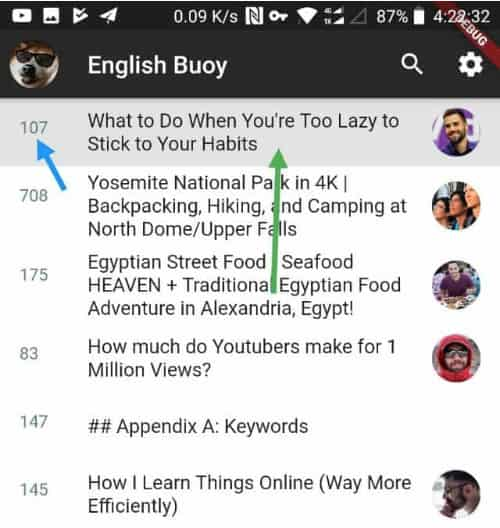 0.09 K/s 87% 4:23:32
DEBUG
English Buoy
107 What to Do When You're Too Lazy to
Stick to Your Habits
708 Yosemite National Park in 4K |
Backpacking, Hiking, and Camping at
North Dome/Upper Falls
175 Egyptian Street Food | Seafood
HEAVEN + Traditional Egyptian Food
Adventure in Alexandria, Egypt!
83 How much do Youtubers make for 1
Million Views?
147 ## Appendix A: Keywords
145 How I Learn Things Online (Way More
Efficiently)